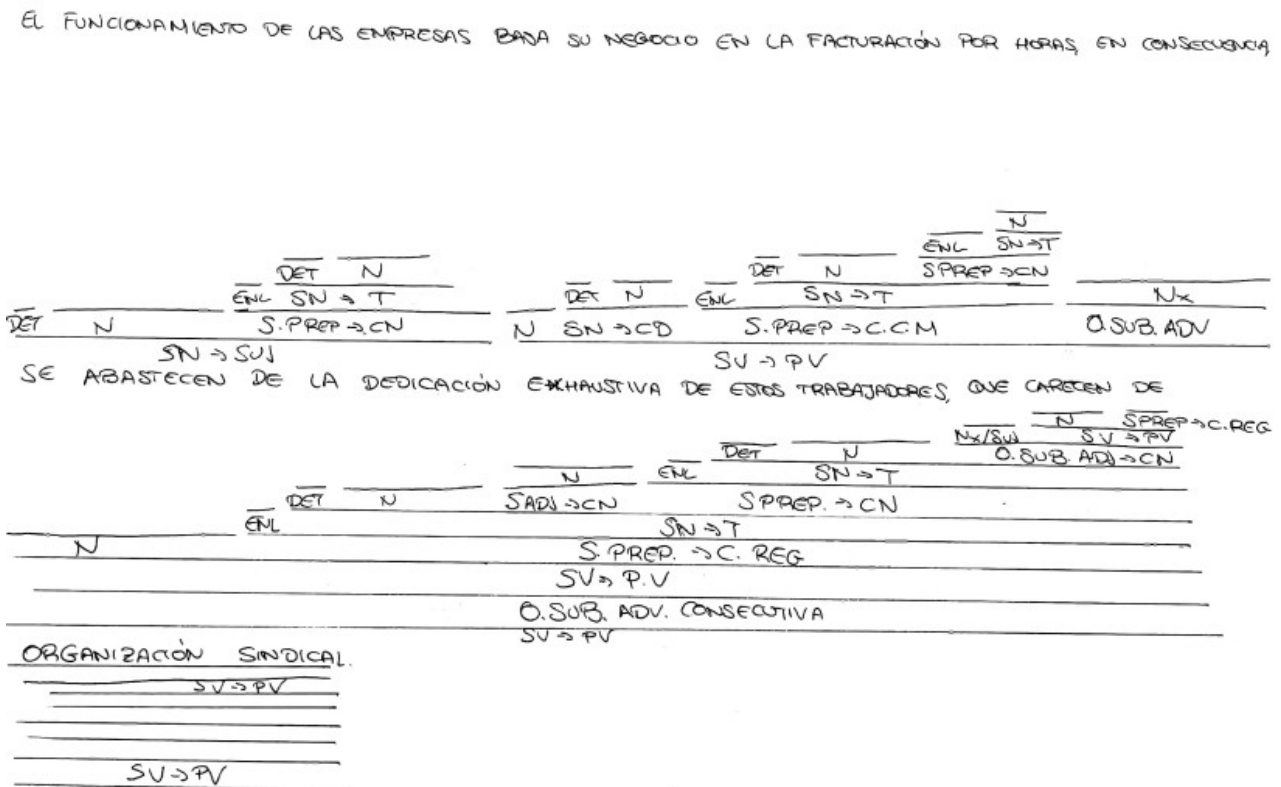 EL FUNCIONAMIENTO DE LAS EMPRESAS BASA SU NEGOCIO EN LA FACTURACIÓN POR HORAS, EN CONSECUENCIA
N
ENL SN→T
DET N DET N SPREP→CN
ENL SN→T DET N ENL SN→T Nx
DET N S.PREP→CN N SN→CD S.PREP→C.CM O.SUB.ADV
SN→SUJ SV→PV
SE ABASTECEN DE LA DEDICACIÓN EXHAUSTIVA DE ESTOS TRABAJADORES, QUE CARECEN DE
N SPREP→C.REG
Nx/SUJ SV→PV
DET N O.SUB.ADJ→CN
N ENL SN→T
DET N SADJ→CN SPREP.→CN
ENL SN→T
N S.PREP.→C.REG
SV→P.V
O.SUB.ADV.CONSECUTIVA
SV→PV
ORGANIZACIÓN SINDICAL.
SV→PV
SV→PV